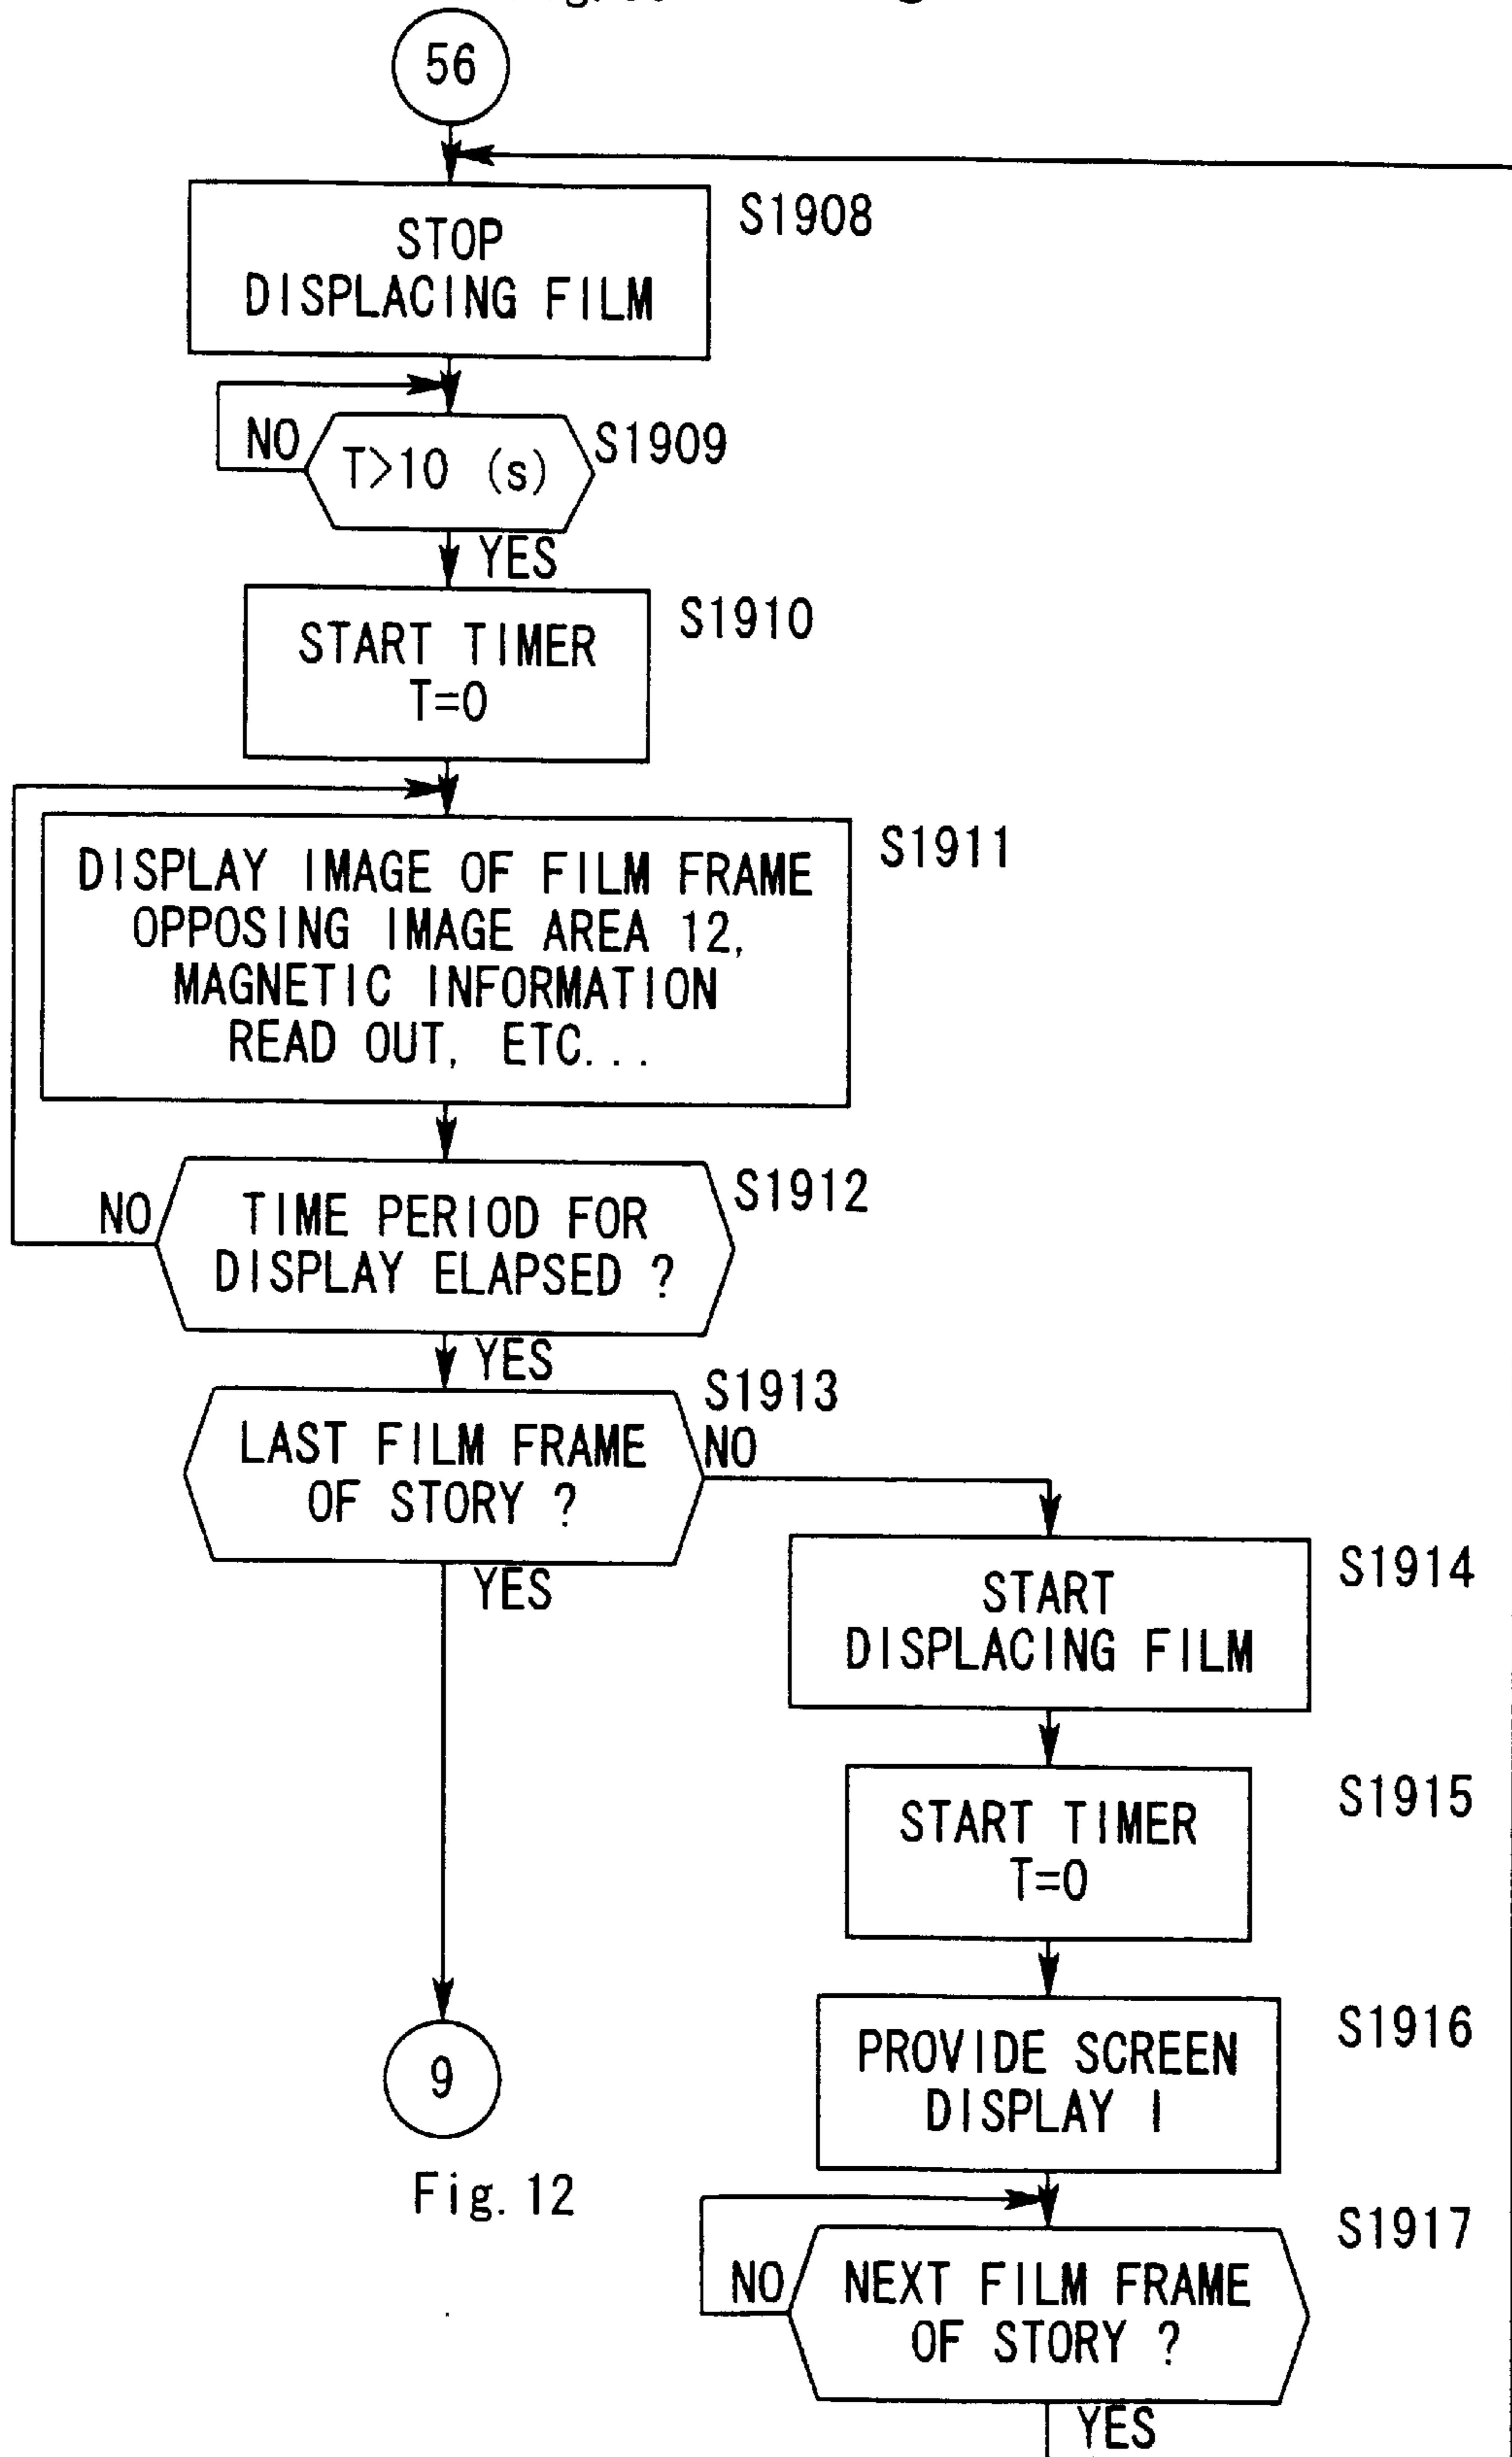 56
STOP
DISPLACING FILM
S1908
NO
T>10 (s)
S1909
YES
START TIMER
T=0
S1910
DISPLAY IMAGE OF FILM FRAME
OPPOSING IMAGE AREA 12,
MAGNETIC INFORMATION
READ OUT, ETC...
S1911
NO
TIME PERIOD FOR
DISPLAY ELAPSED ?
S1912
YES
S1913
LAST FILM FRAME
OF STORY ?
NO
YES
START
DISPLACING FILM
S1914
START TIMER
T=0
S1915
PROVIDE SCREEN
DISPLAY I
S1916
9
Fig. 12
S1917
NO
NEXT FILM FRAME
OF STORY ?
YES